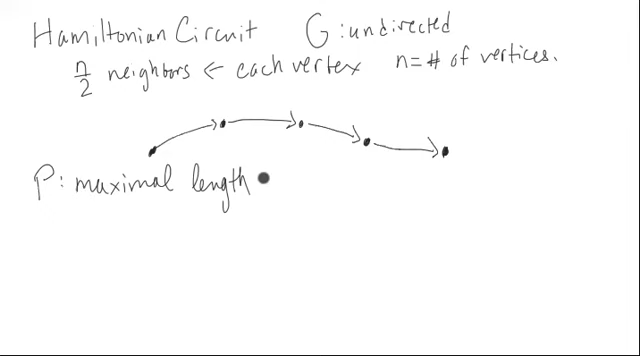 Hamiltonian Circuit G: undirected
n/2 neighbors ← each vertex n = # of vertices.
P: maximal length